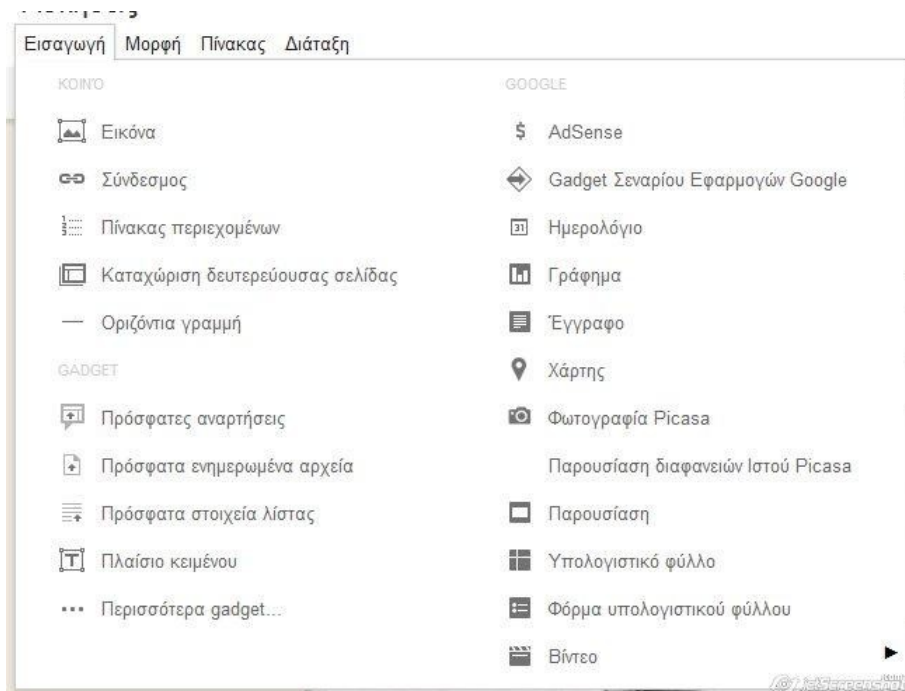 Εισαγωγή Μορφή Πίνακας Διάταξη
ΚΟΙΝΌ
Εικόνα
Σύνδεσμος
Πίνακας περιεχομένων
Καταχώριση δευτερεύουσας σελίδας
Οριζόντια γραμμή
GADGET
Πρόσφατες αναρτήσεις
Πρόσφατα ενημερωμένα αρχεία
Πρόσφατα στοιχεία λίστας
Πλαίσιο κειμένου
Περισσότερα gadget...
GOOGLE
AdSense
Gadget Σεναρίου Εφαρμογών Google
31 Ημερολόγιο
Γράφημα
Έγγραφο
Χάρτης
Φωτογραφία Picasa
Παρουσίαση διαφανειών Ιστού Picasa
Παρουσίαση
Υπολογιστικό φύλλο
Φόρμα υπολογιστικού φύλλου
Βίντεο
JetScreenshot